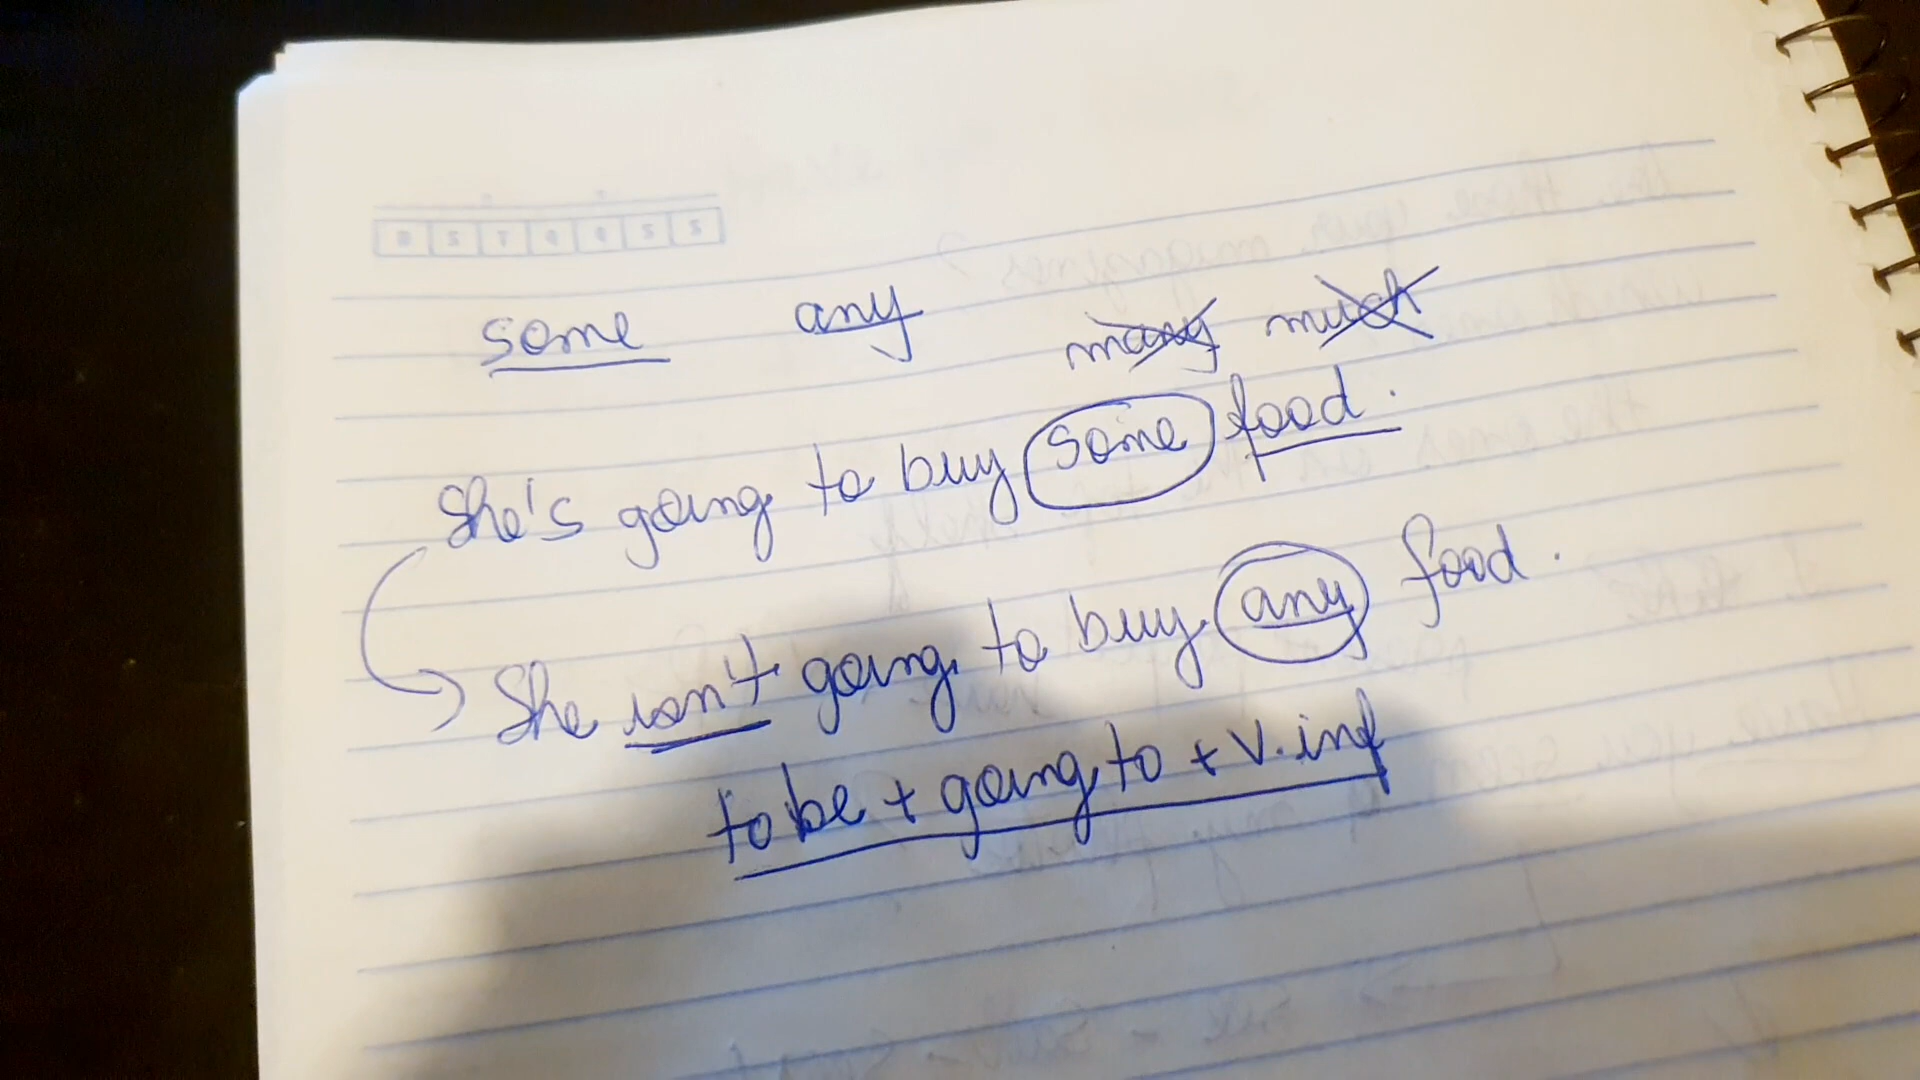 some any many much
She's going to buy some food.
She isn't going to buy any food.
to be + going to + v. inf